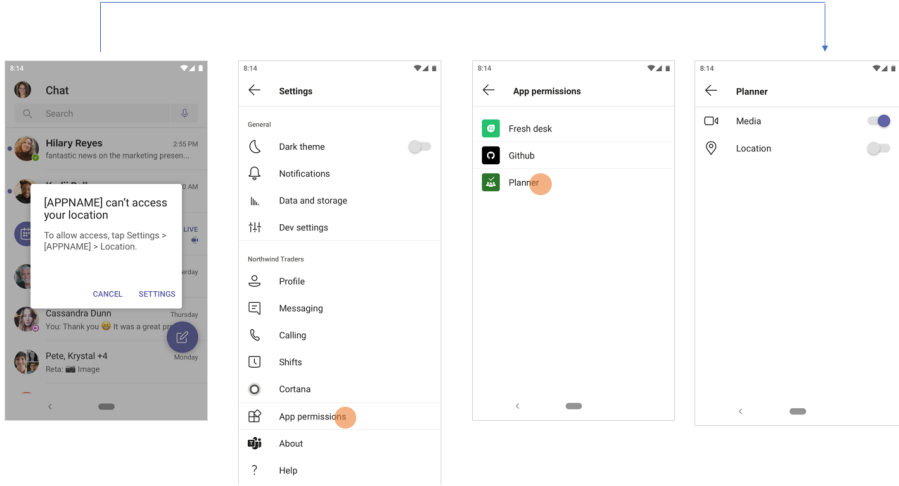 8:14
Chat
Search
Hilary Reyes
2:55 PM
fantastic news on the marketing presen...
0 AM
[APPNAME] can't access
your location
To allow access, tap Settings >
[APPNAME] > Location.
CANCEL SETTINGS
LIVE
Cassandra Dunn
Thursday
You: Thank you 😊 It was a great
Pete, Krystal +4
Monday
Reta: 📷 Image
8:14
Settings
General
Dark theme
Notifications
Data and storage
Dev settings
Northwind Traders
Profile
Messaging
Calling
Shifts
Cortana
App permissions
About
? Help
8:14
App permissions
Fresh desk
Github
Planner
8:14
Planner
Media
Location